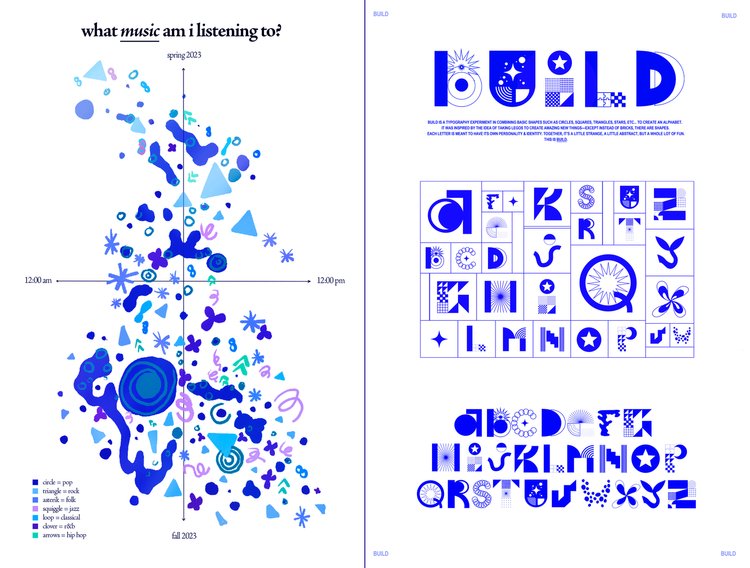 what music am i listening to?
spring 2023
12:00 am
12:00 pm
circle = pop
triangle = rock
asterik = folk
squiggle = jazz
loop = classical
clover = r&b
arrows = hip hop
fall 2023
BUILD
BUILD
BUILD
BUILD IS A TYPOGRAPHY EXPERIMENT IN COMBINING BASIC SHAPES SUCH AS CIRCLES, SQUARES, TRIANGLES, STARS, ETC... TO CREATE AN ALPHABET.
IT WAS INSPIRED BY THE IDEA OF TAKING LEGOS TO CREATE AMAZING NEW THINGS—EXCEPT INSTEAD OF BRICKS, THERE ARE SHAPES.
EACH LETTER IS MEANT TO HAVE ITS OWN PERSONALITY & IDENTITY. TOGETHER, IT'S A LITTLE STRANGE, A LITTLE ABSTRACT, BUT A WHOLE LOT OF FUN.
THIS IS BUILD.
a F K S U Z
G R T
B C D J Q Y
E H i X
A L M N O P V W
a b C D e F G
H i J K L M N O P
Q R S T U V W X Y Z
BUILD
BUILD